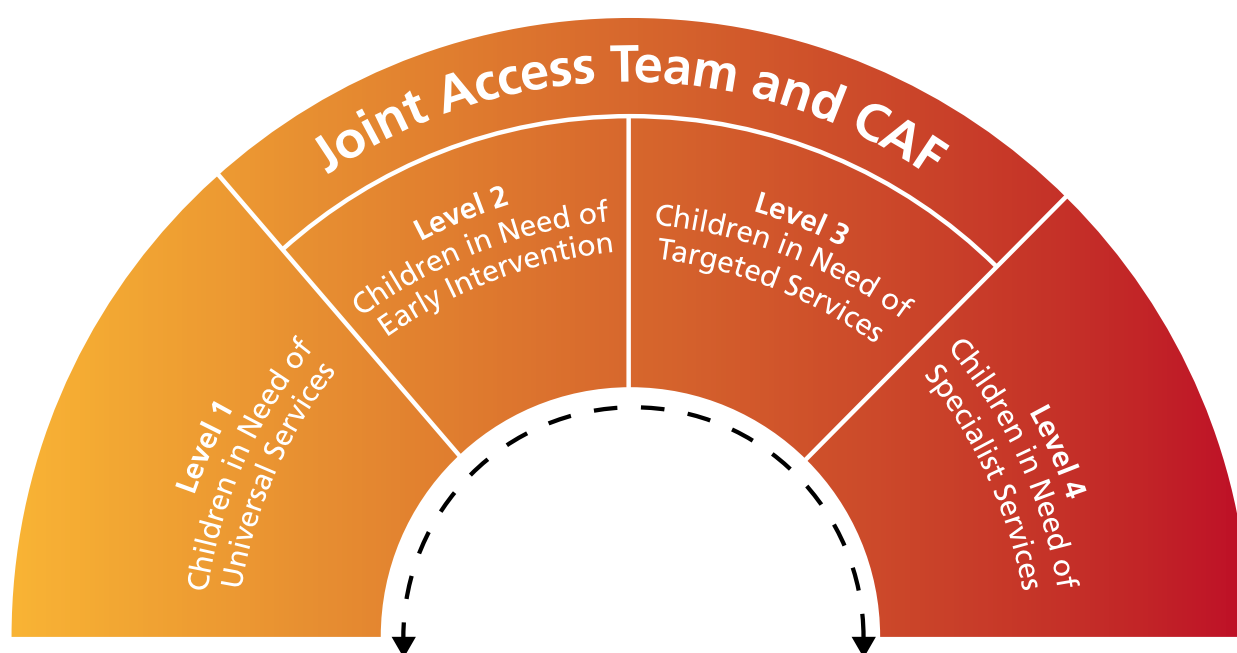 Joint Access Team and CAF
Level 1
Children in Need of
Universal Services
Level 2
Children in Need of
Early Intervention
Level 3
Children in Need of
Targeted Services
Level 4
Children in Need of
Specialist Services